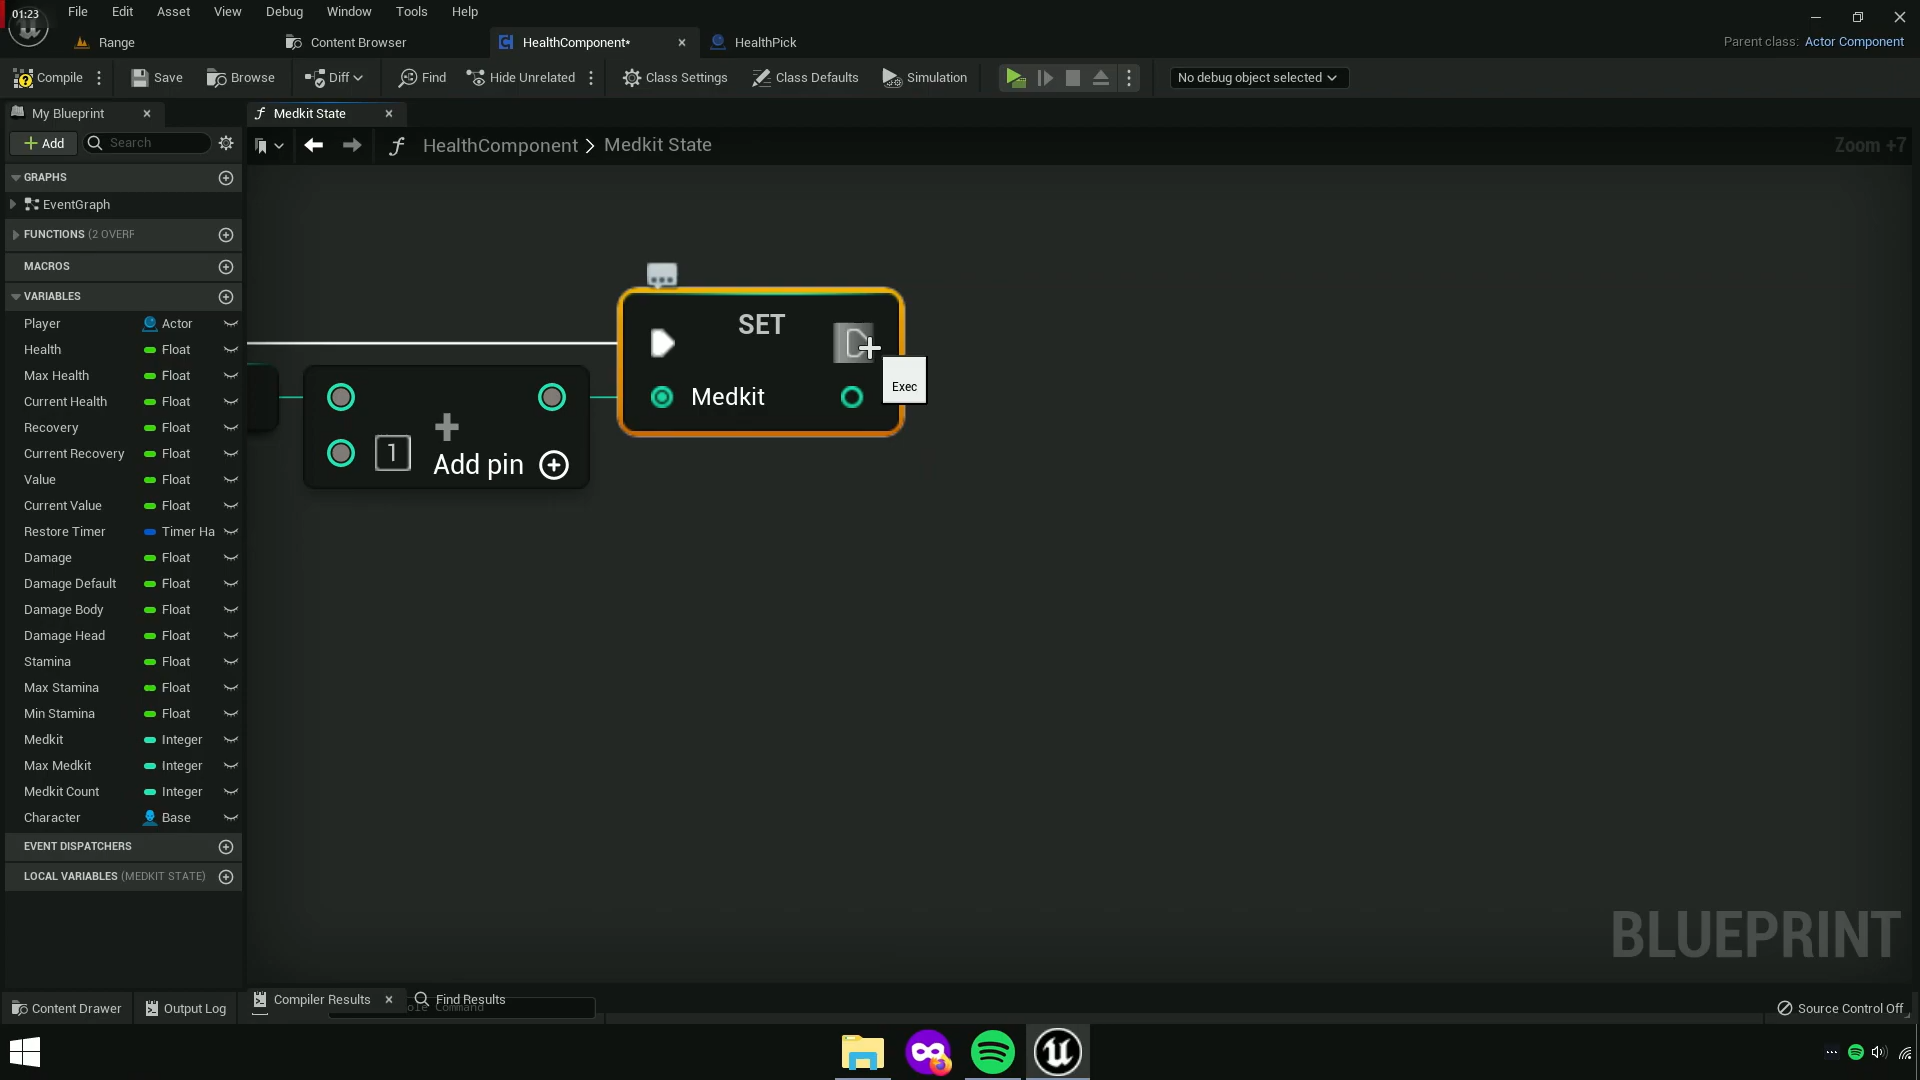 01:23
File Edit Asset View Debug Window Tools Help
Range Content Browser HealthComponent* HealthPick
Parent class: Actor Component
Compile Save Browse Diff Find Hide Unrelated Class Settings Class Defaults Simulation No debug object selected
My Blueprint Medkit State
Add Search
HealthComponent > Medkit State Zoom +7
GRAPHS
EventGraph
FUNCTIONS (2 OVERF
MACROS
VARIABLES
Player Actor
Health Float
Max Health Float
Current Health Float
Recovery Float
Current Recovery Float
Value Float
Current Value Float
Restore Timer Timer Ha
Damage Float
Damage Default Float
Damage Body Float
Damage Head Float
Stamina Float
Max Stamina Float
Min Stamina Float
Medkit Integer
Max Medkit Integer
Medkit Count Integer
Character Base
EVENT DISPATCHERS
LOCAL VARIABLES (MEDKIT STATE)
SET
Medkit
Exec
1
Add pin
BLUEPRINT
Compiler Results Find Results
Content Drawer Output Log Command Source Control Off